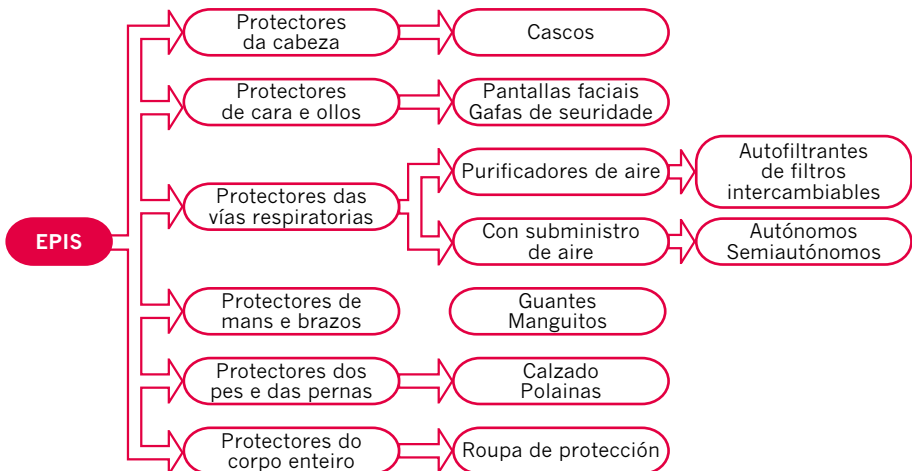 EPIS
Protectores
da cabeza
Cascos
Protectores
de cara e ollos
Pantallas faciais
Gafas de seuridade
Protectores das
vías respiratorias
Purificadores de aire
Autofiltrantes
de filtros
intercambiables
Con subministro
de aire
Autónomos
Semiautónomos
Protectores de
mans e brazos
Guantes
Manguitos
Protectores dos
pes e das pernas
Calzado
Polainas
Protectores do
corpo enteiro
Roupa de protección